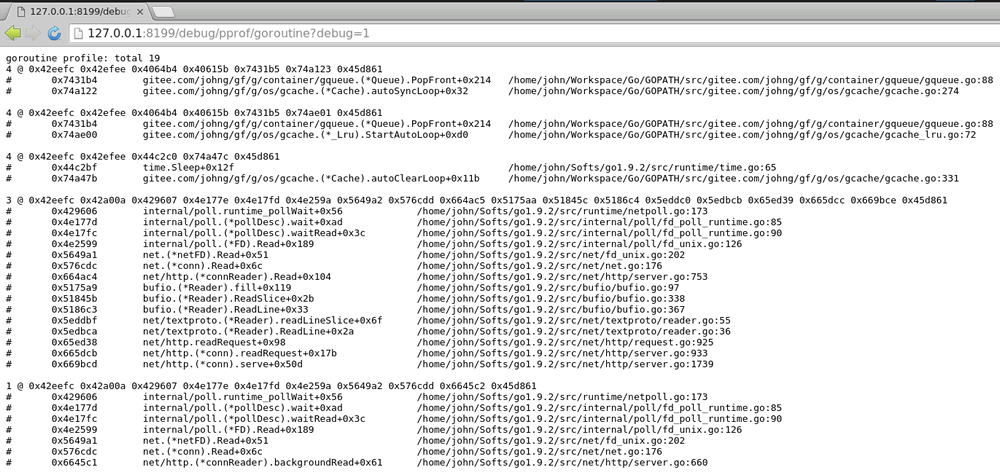 127.0.0.1:8199/debug
127.0.0.1:8199/debug/pprof/goroutine?debug=1
goroutine profile: total 19
4 @ 0x42eefc 0x42efee 0x4064b4 0x40615b 0x7431b5 0x74a123 0x45d861
# 0x7431b4 gitee.com/johng/gf/g/container/gqueue.(*Queue).PopFront+0x214 /home/john/Workspace/Go/GOPATH/src/gitee.com/johng/gf/g/container/gqueue/gqueue.go:88
# 0x74a122 gitee.com/johng/gf/g/os/gcache.(*Cache).autoSyncLoop+0x32 /home/john/Workspace/Go/GOPATH/src/gitee.com/johng/gf/g/os/gcache/gcache.go:274
4 @ 0x42eefc 0x42efee 0x4064b4 0x40615b 0x7431b5 0x74ae01 0x45d861
# 0x7431b4 gitee.com/johng/gf/g/container/gqueue.(*Queue).PopFront+0x214 /home/john/Workspace/Go/GOPATH/src/gitee.com/johng/gf/g/container/gqueue/gqueue.go:88
# 0x74ae00 gitee.com/johng/gf/g/os/gcache.(*_Lru).StartAutoLoop+0xd0 /home/john/Workspace/Go/GOPATH/src/gitee.com/johng/gf/g/os/gcache/gcache_lru.go:72
4 @ 0x42eefc 0x42efee 0x44c2c0 0x74a47c 0x45d861
# 0x44c2bf time.Sleep+0x12f /home/john/Softs/go1.9.2/src/runtime/time.go:65
# 0x74a47b gitee.com/johng/gf/g/os/gcache.(*Cache).autoClearLoop+0x11b /home/john/Workspace/Go/GOPATH/src/gitee.com/johng/gf/g/os/gcache/gcache.go:331
3 @ 0x42eefc 0x42a00a 0x429607 0x4e177e 0x4e17fd 0x4e259a 0x5649a2 0x576cdd 0x664ac5 0x5175aa 0x51845c 0x5186c4 0x5eddc0 0x5edbcb 0x65ed39 0x665dcc 0x669bce 0x45d861
# 0x429606 internal/poll.runtime_pollWait+0x56 /home/john/Softs/go1.9.2/src/runtime/netpoll.go:173
# 0x4e177d internal/poll.(*pollDesc).wait+0xad /home/john/Softs/go1.9.2/src/internal/poll/fd_poll_runtime.go:85
# 0x4e17fc internal/poll.(*pollDesc).waitRead+0x3c /home/john/Softs/go1.9.2/src/internal/poll/fd_poll_runtime.go:90
# 0x4e2599 internal/poll.(*FD).Read+0x189 /home/john/Softs/go1.9.2/src/internal/poll/fd_unix.go:126
# 0x5649a1 net.(*netFD).Read+0x51 /home/john/Softs/go1.9.2/src/net/fd_unix.go:202
# 0x576cdc net.(*conn).Read+0x6c /home/john/Softs/go1.9.2/src/net/net.go:176
# 0x664ac4 net/http.(*connReader).Read+0x104 /home/john/Softs/go1.9.2/src/net/http/server.go:753
# 0x5175a9 bufio.(*Reader).fill+0x119 /home/john/Softs/go1.9.2/src/bufio/bufio.go:97
# 0x51845b bufio.(*Reader).ReadSlice+0x2b /home/john/Softs/go1.9.2/src/bufio/bufio.go:338
# 0x5186c3 bufio.(*Reader).ReadLine+0x33 /home/john/Softs/go1.9.2/src/bufio/bufio.go:367
# 0x5eddbf net/textproto.(*Reader).readLineSlice+0x6f /home/john/Softs/go1.9.2/src/net/textproto/reader.go:55
# 0x5edbca net/textproto.(*Reader).ReadLine+0x2a /home/john/Softs/go1.9.2/src/net/textproto/reader.go:36
# 0x65ed38 net/http.readRequest+0x98 /home/john/Softs/go1.9.2/src/net/http/request.go:925
# 0x665dcb net/http.(*conn).readRequest+0x17b /home/john/Softs/go1.9.2/src/net/http/server.go:933
# 0x669bcd net/http.(*conn).serve+0x50d /home/john/Softs/go1.9.2/src/net/http/server.go:1739
1 @ 0x42eefc 0x42a00a 0x429607 0x4e177e 0x4e17fd 0x4e259a 0x5649a2 0x576cdd 0x6645c2 0x45d861
# 0x429606 internal/poll.runtime_pollWait+0x56 /home/john/Softs/go1.9.2/src/runtime/netpoll.go:173
# 0x4e177d internal/poll.(*pollDesc).wait+0xad /home/john/Softs/go1.9.2/src/internal/poll/fd_poll_runtime.go:85
# 0x4e17fc internal/poll.(*pollDesc).waitRead+0x3c /home/john/Softs/go1.9.2/src/internal/poll/fd_poll_runtime.go:90
# 0x4e2599 internal/poll.(*FD).Read+0x189 /home/john/Softs/go1.9.2/src/internal/poll/fd_unix.go:126
# 0x5649a1 net.(*netFD).Read+0x51 /home/john/Softs/go1.9.2/src/net/fd_unix.go:202
# 0x576cdc net.(*conn).Read+0x6c /home/john/Softs/go1.9.2/src/net/net.go:176
# 0x6645c1 net/http.(*connReader).backgroundRead+0x61 /home/john/Softs/go1.9.2/src/net/http/server.go:660